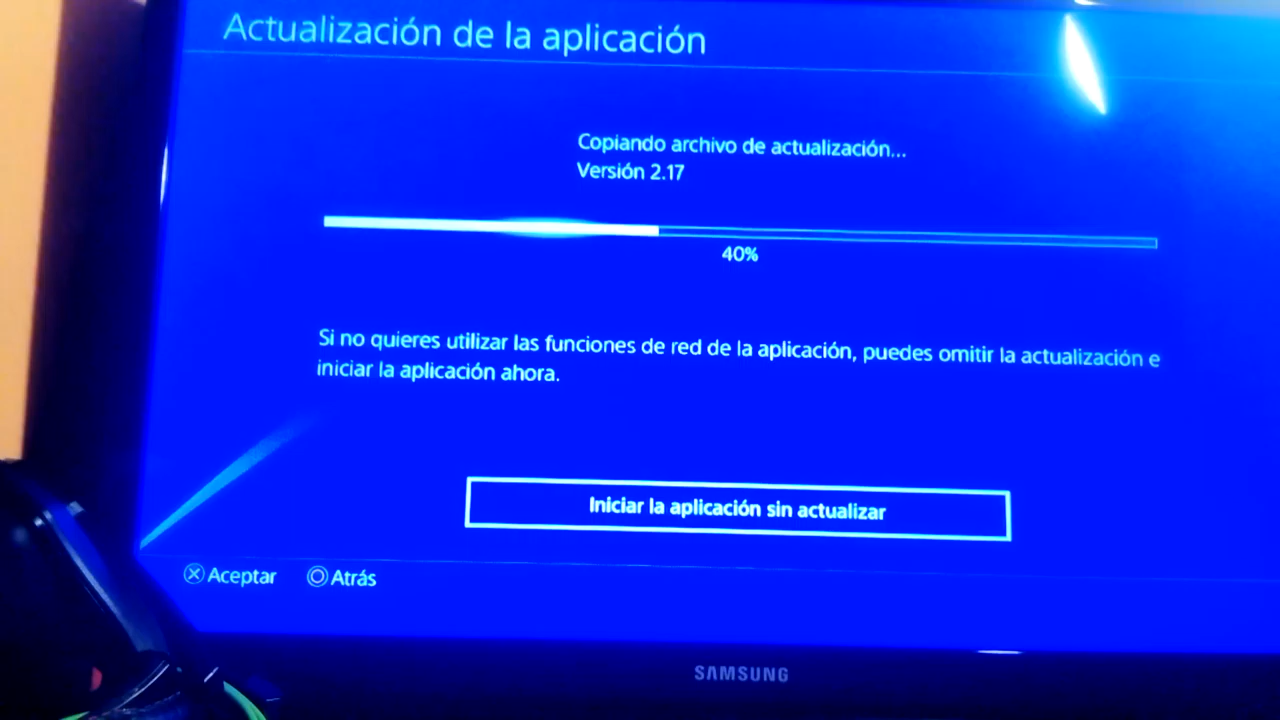 Actualización de la aplicación
Copiando archivo de actualización...
Versión 2.17
40%
Si no quieres utilizar las funciones de red de la aplicación, puedes omitir la actualización e
iniciar la aplicación ahora.
Iniciar la aplicación sin actualizar
Aceptar Atrás
SAMSUNG